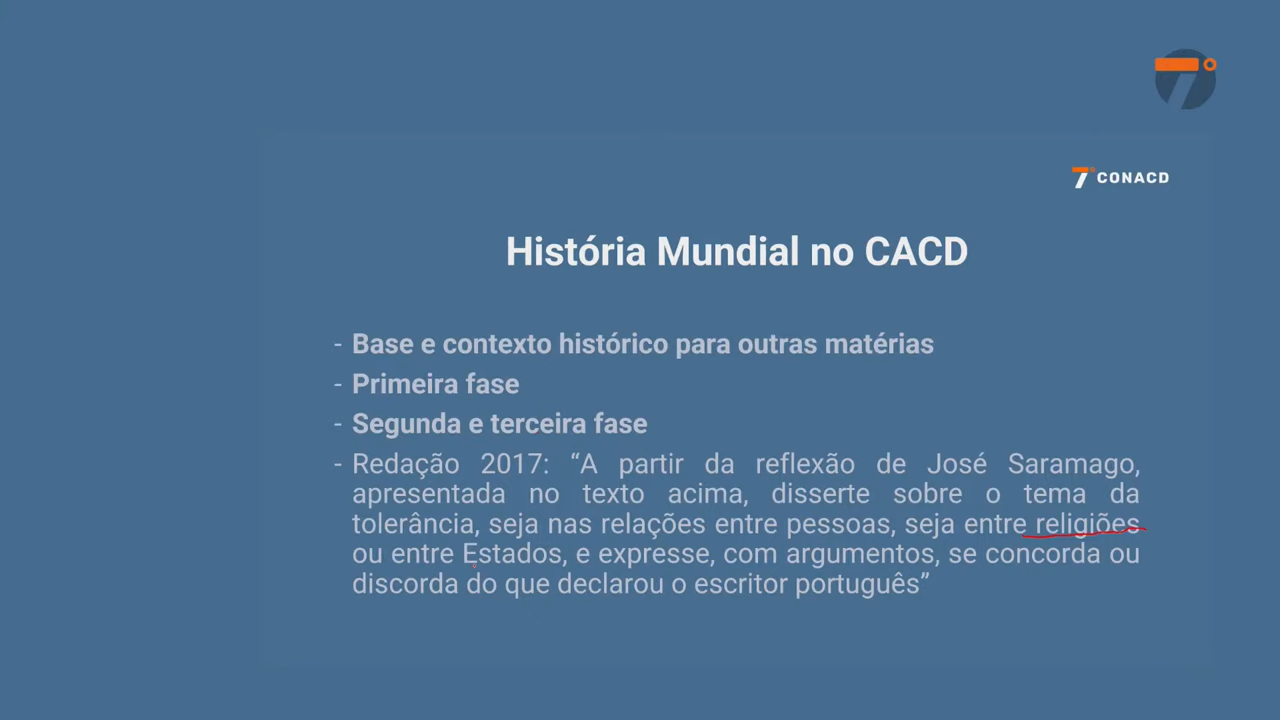 7°
7° CONACD
História Mundial no CACD
- Base e contexto histórico para outras matérias
- Primeira fase
- Segunda e terceira fase
- Redação 2017: “A partir da reflexão de José Saramago,
apresentada no texto acima, disserte sobre o tema da
tolerância, seja nas relações entre pessoas, seja entre religiões
ou entre Estados, e expresse, com argumentos, se concorda ou
discorda do que declarou o escritor português”